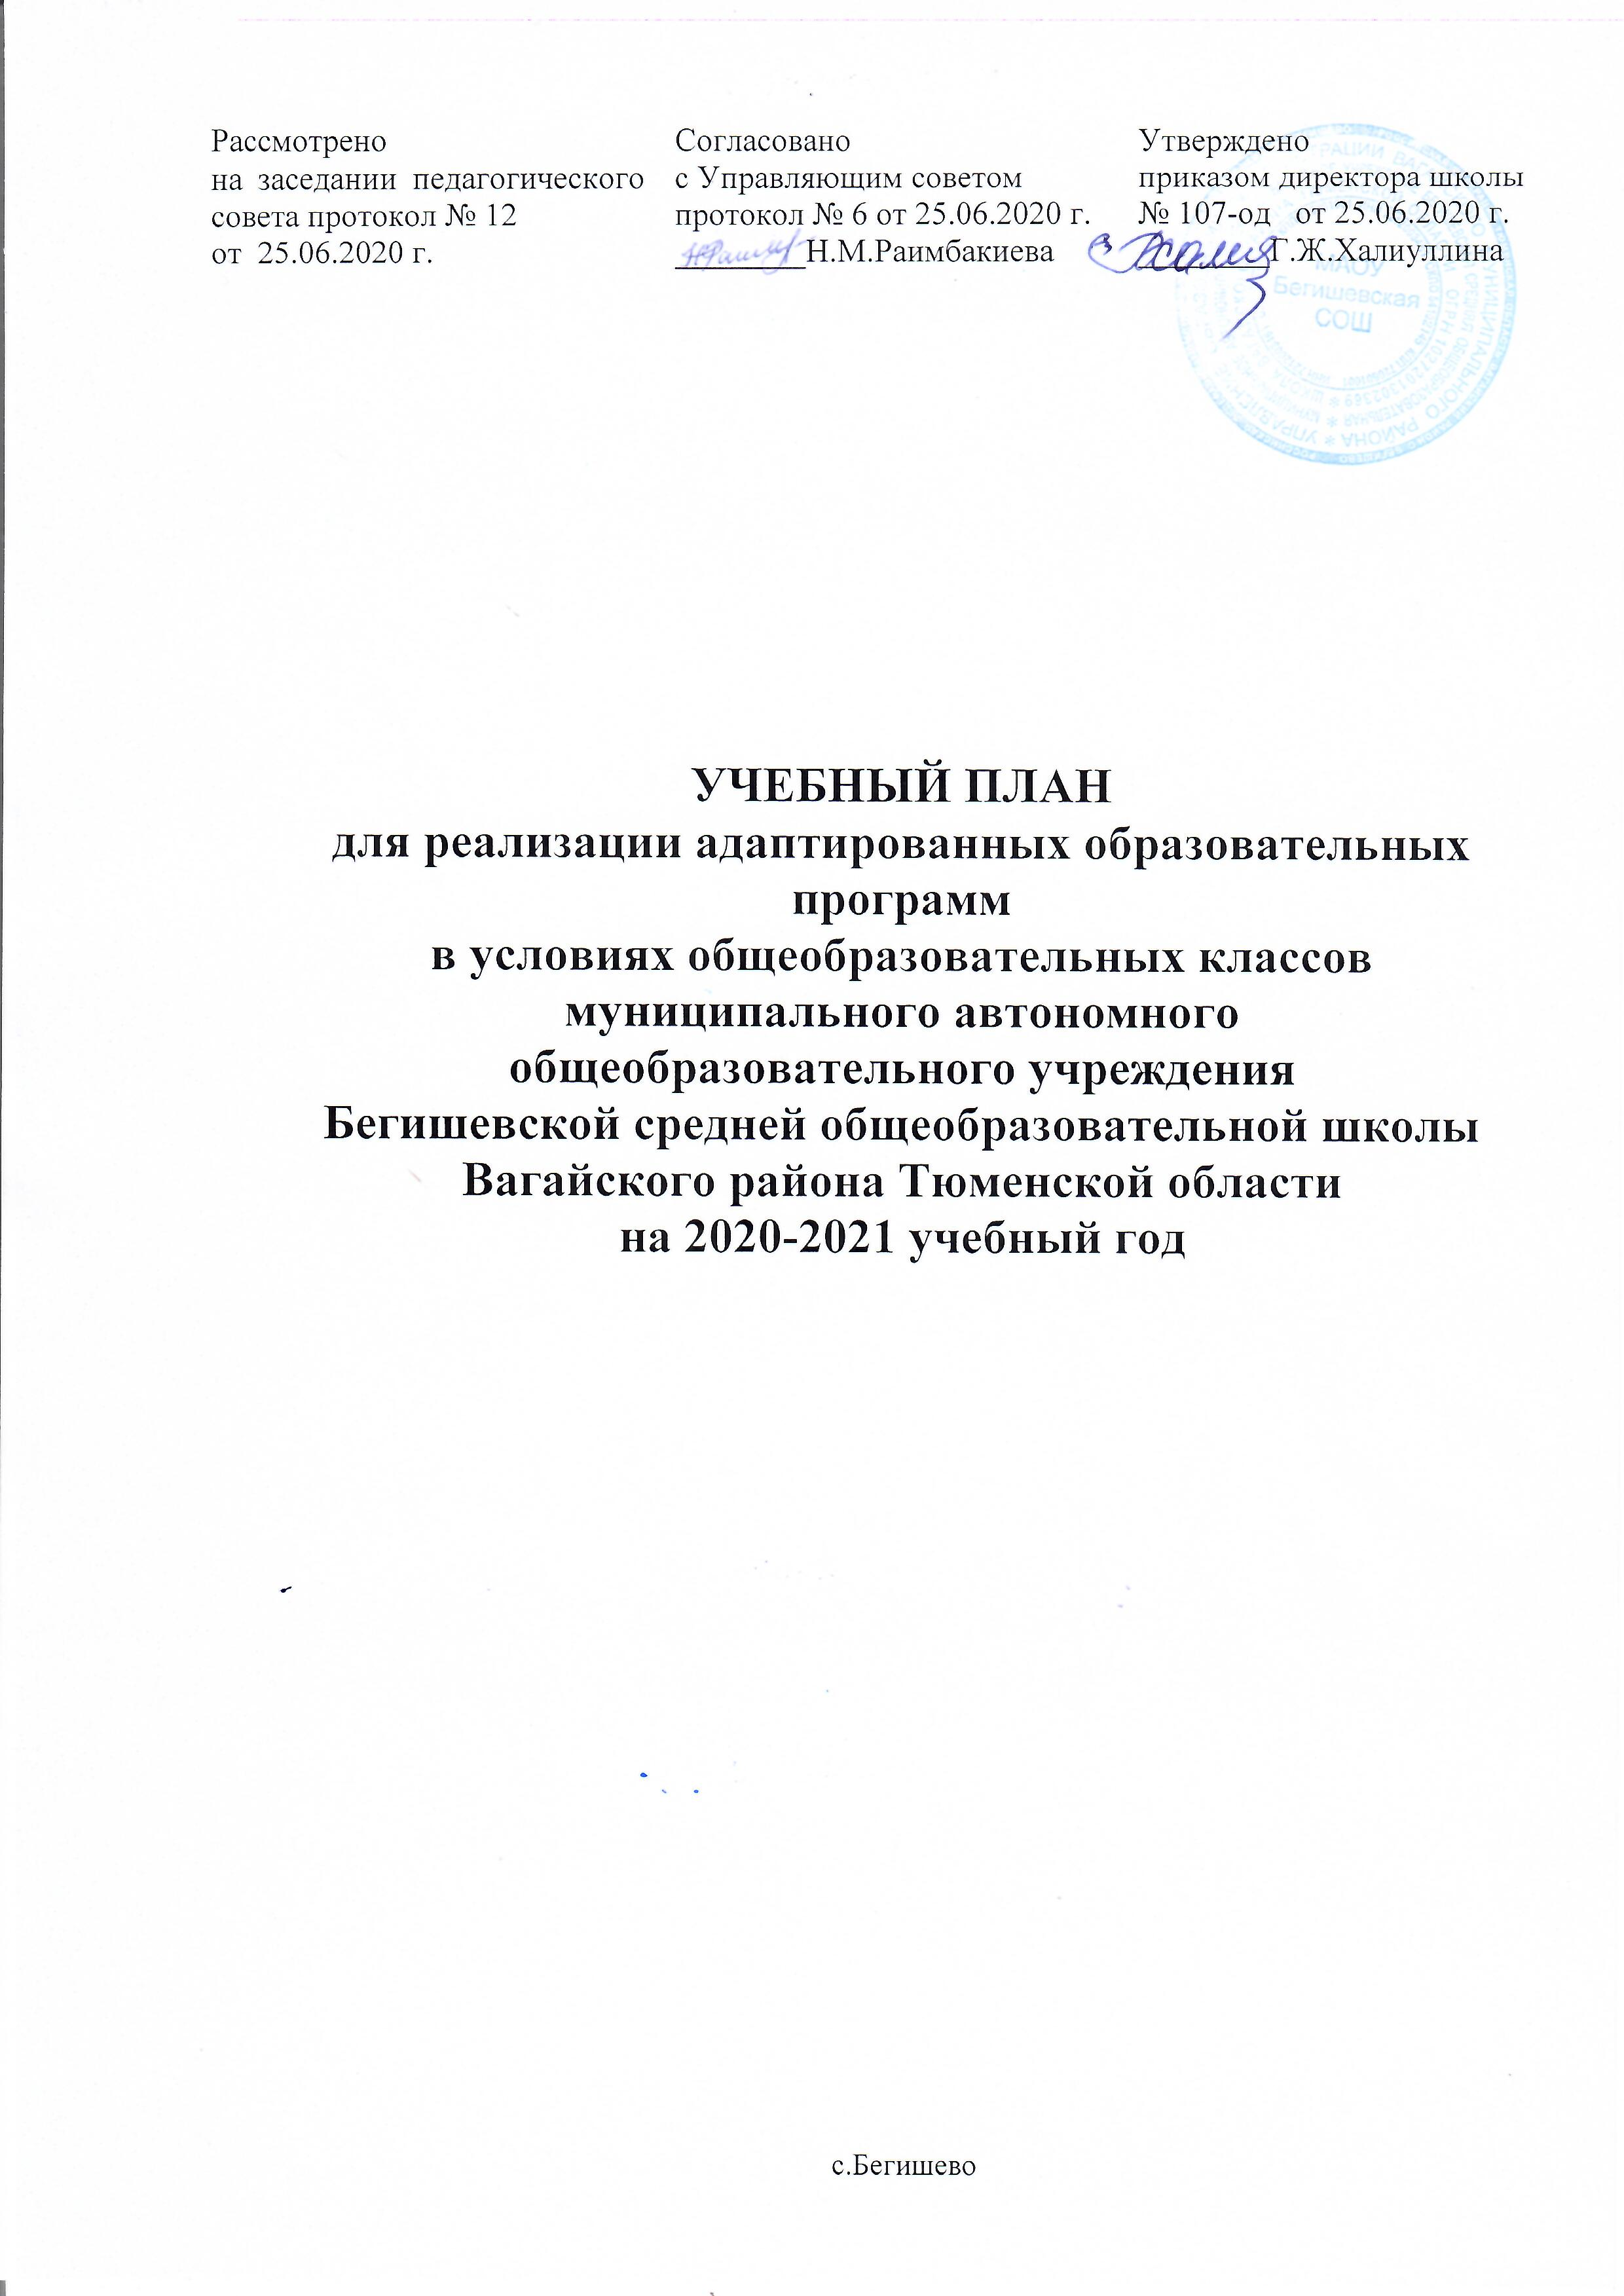 Рассмотрено
на заседании педагогического
совета протокол № 12
от 25.06.2020 г.
Согласовано
с Управляющим советом
протокол № 6 от 25.06.2020 г.
__________Н.М.Раимбакиева
Утверждено
приказом директора школы
№ 107-од от 25.06.2020 г.
__________Г.Ж.Халиуллина
МАОУ
Бегишевская
СОШ
УЧЕБНЫЙ ПЛАН
для реализации адаптированных образовательных
программ
в условиях общеобразовательных классов
муниципального автономного
общеобразовательного учреждения
Бегишевской средней общеобразовательной школы
Вагайского района Тюменской области
на 2020-2021 учебный год
с.Бегишево